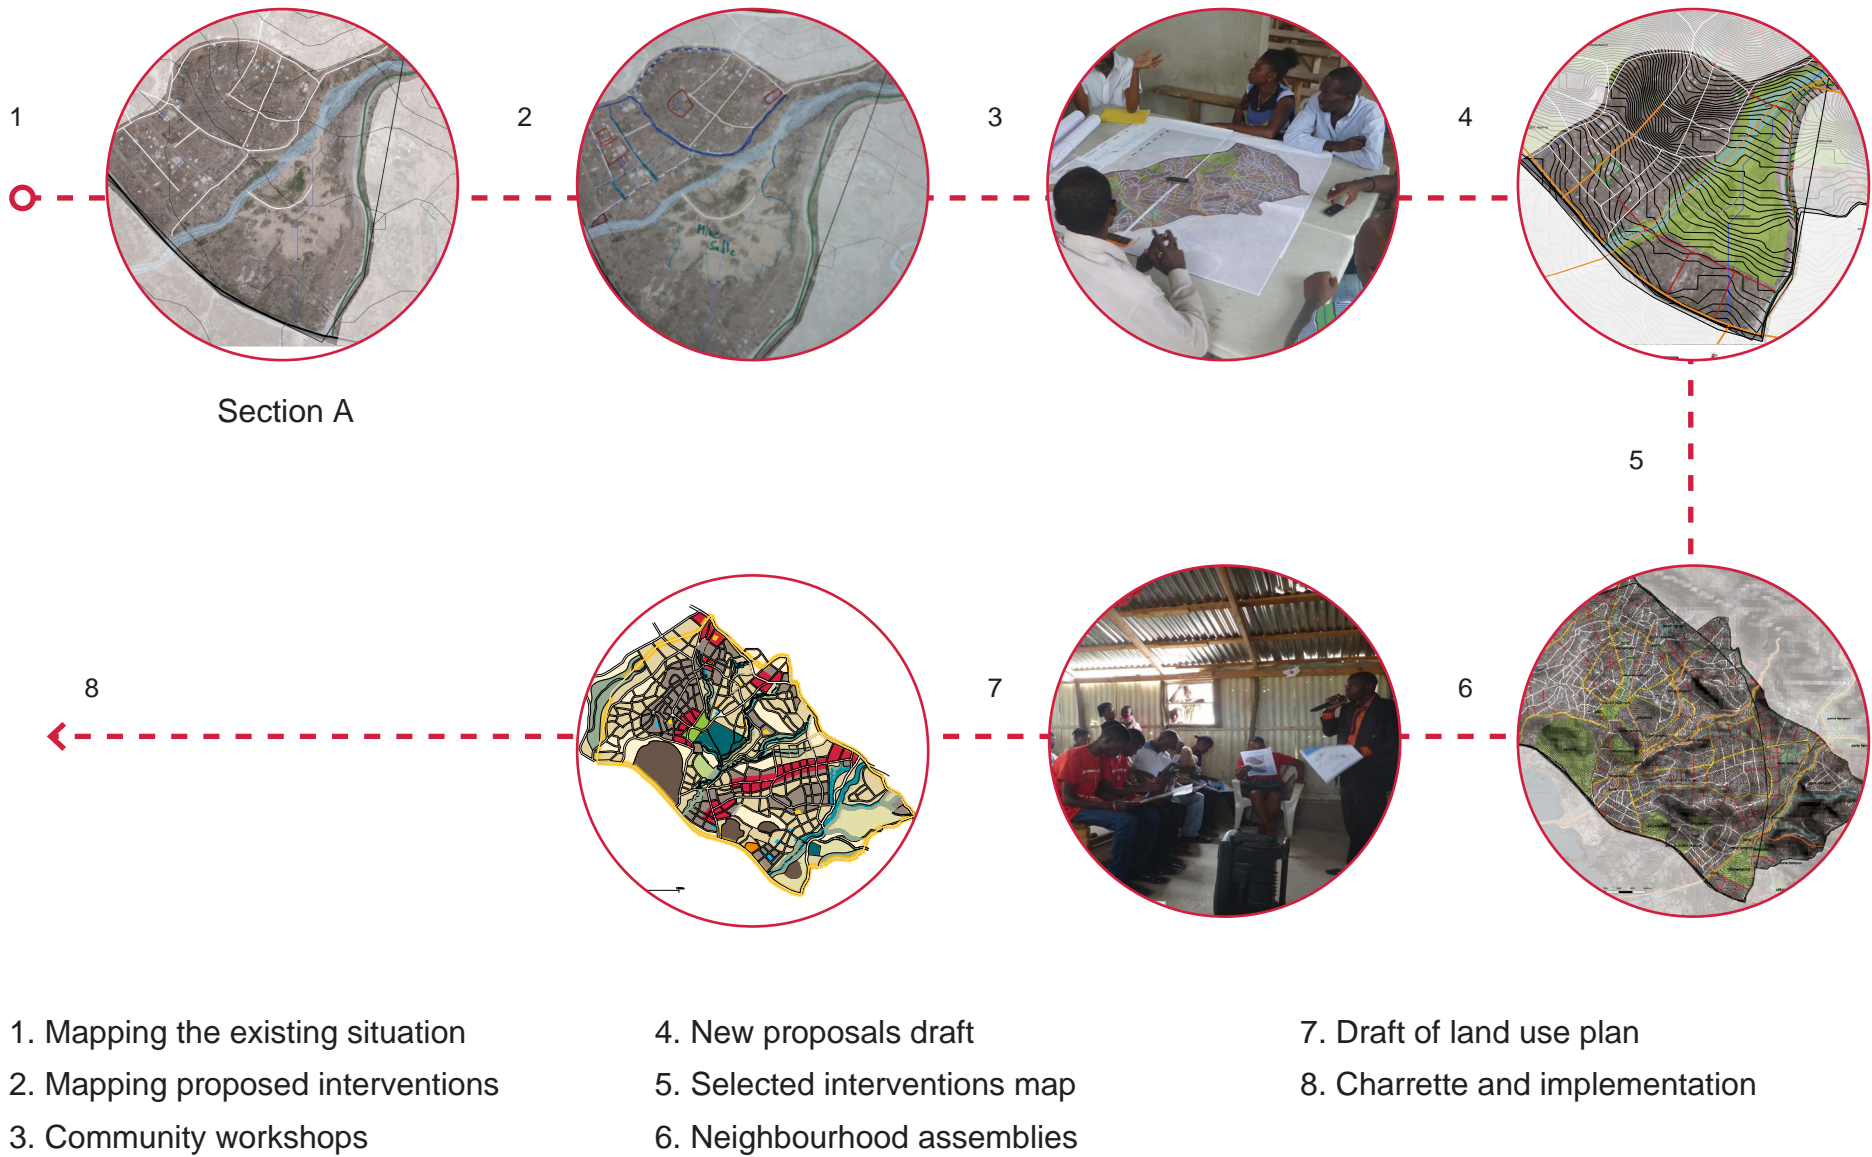 1
2
3
4
Mine
Sable
Section A
5
8
7
6
1. Mapping the existing situation
2. Mapping proposed interventions
3. Community workshops
4. New proposals draft
5. Selected interventions map
6. Neighbourhood assemblies
7. Draft of land use plan
8. Charrette and implementation